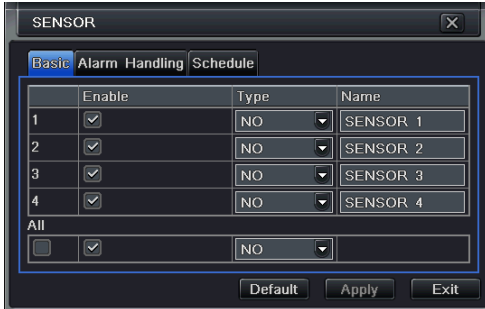 SENSOR
Basic Alarm Handling Schedule
Enable Type Name
1 NO SENSOR 1
2 NO SENSOR 2
3 NO SENSOR 3
4 NO SENSOR 4
All
NO
Default Apply Exit